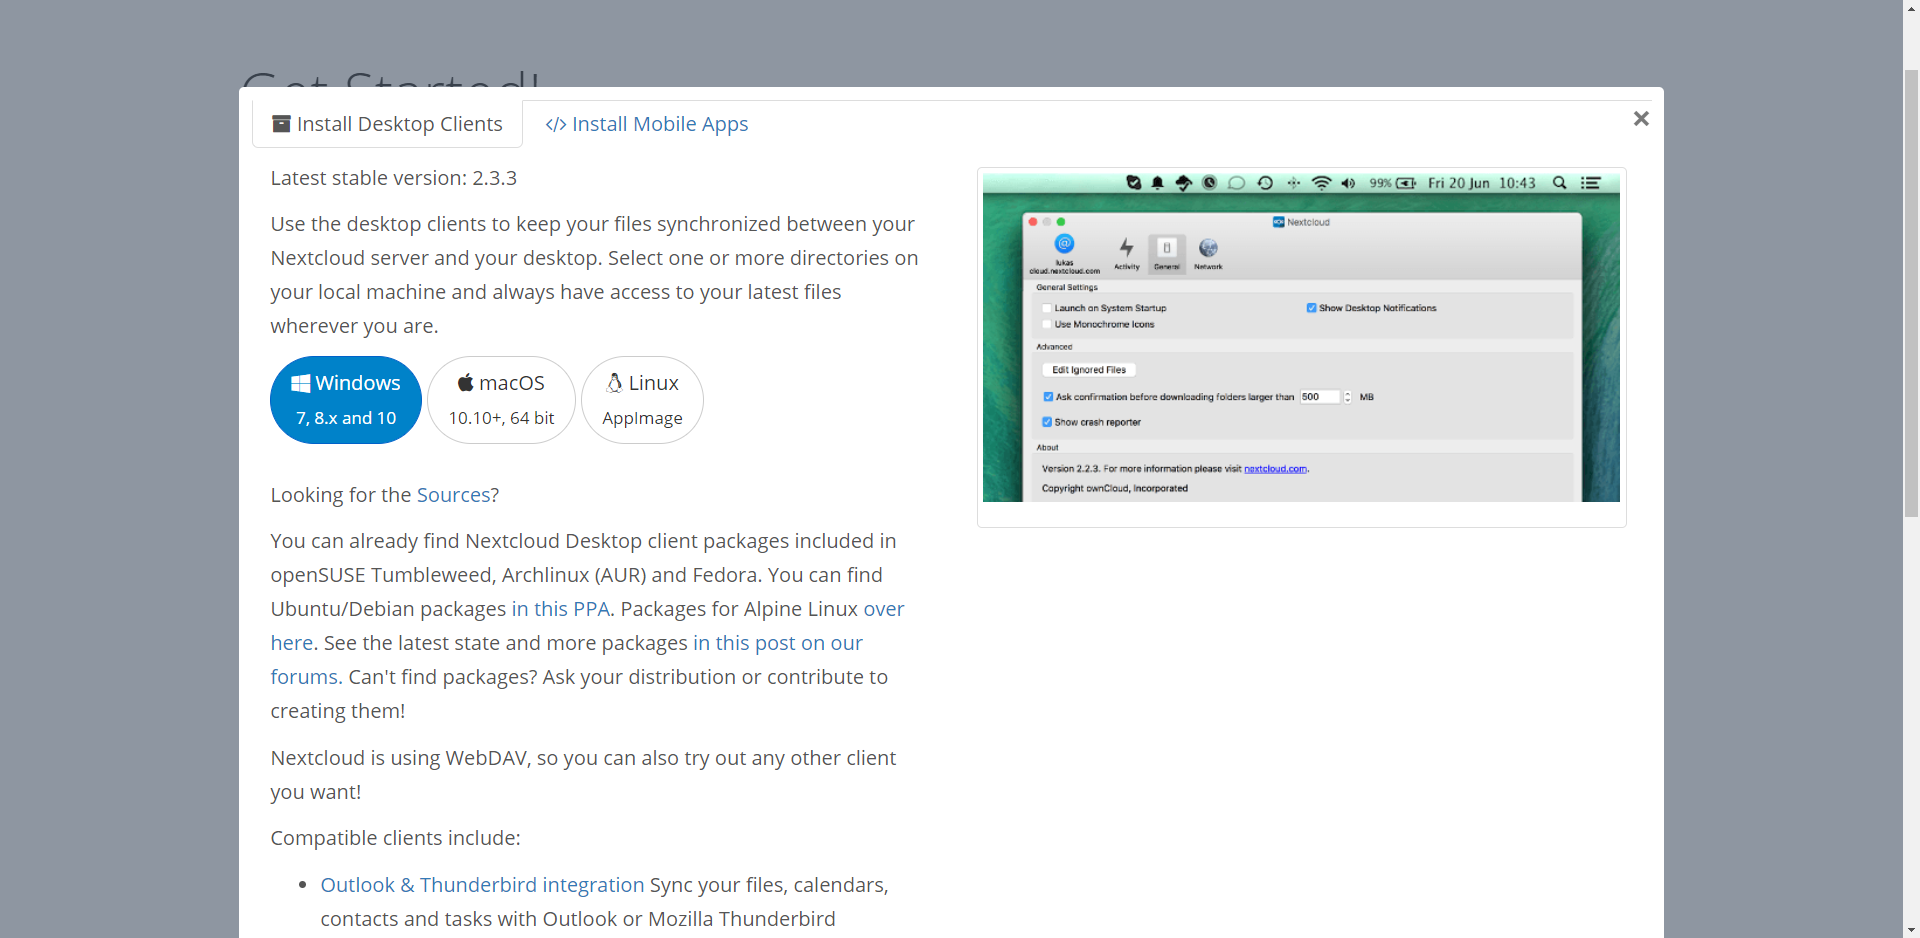 Get Started!
Install Desktop Clients
</> Install Mobile Apps
×
Latest stable version: 2.3.3
Use the desktop clients to keep your files synchronized between your
Nextcloud server and your desktop. Select one or more directories on
your local machine and always have access to your latest files
wherever you are.
Windows
7, 8.x and 10
macOS
10.10+, 64 bit
Linux
AppImage
Looking for the Sources?
You can already find Nextcloud Desktop client packages included in
openSUSE Tumbleweed, Archlinux (AUR) and Fedora. You can find
Ubuntu/Debian packages in this PPA. Packages for Alpine Linux over
here. See the latest state and more packages in this post on our
forums. Can't find packages? Ask your distribution or contribute to
creating them!
Nextcloud is using WebDAV, so you can also try out any other client
you want!
Compatible clients include:
• Outlook & Thunderbird integration Sync your files, calendars,
contacts and tasks with Outlook or Mozilla Thunderbird
99% Fri 20 Jun 10:43
Nextcloud
lukas
cloud.nextcloud.com
Activity
General
Network
General Settings
Launch on System Startup
Show Desktop Notifications
Use Monochrome Icons
Advanced
Edit Ignored Files
Ask confirmation before downloading folders larger than 500 MB
Show crash reporter
About
Version 2.2.3. For more information please visit nextcloud.com.
Copyright ownCloud, Incorporated